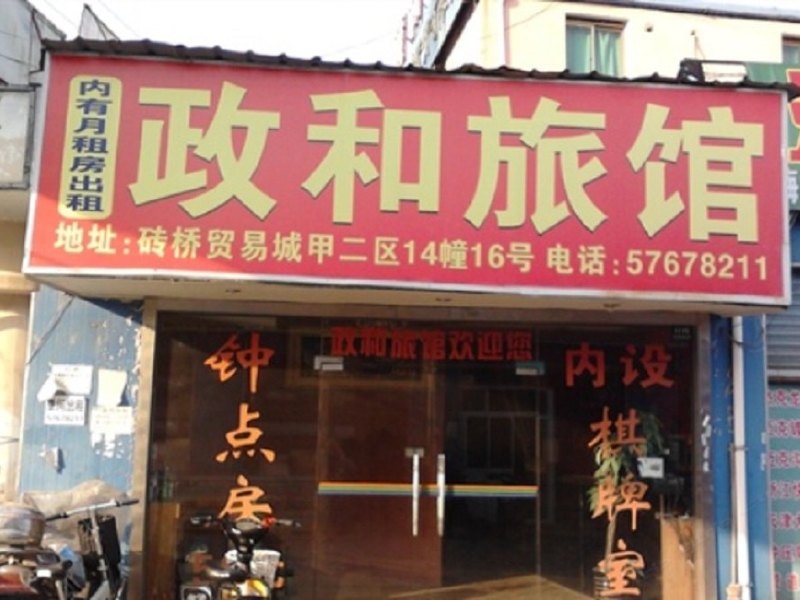 内有月租房出租
政和旅馆
地址:砖桥贸易城甲二区14幢16号 电话:57678211
政和旅馆欢迎您
钟点房
内设
棋牌室